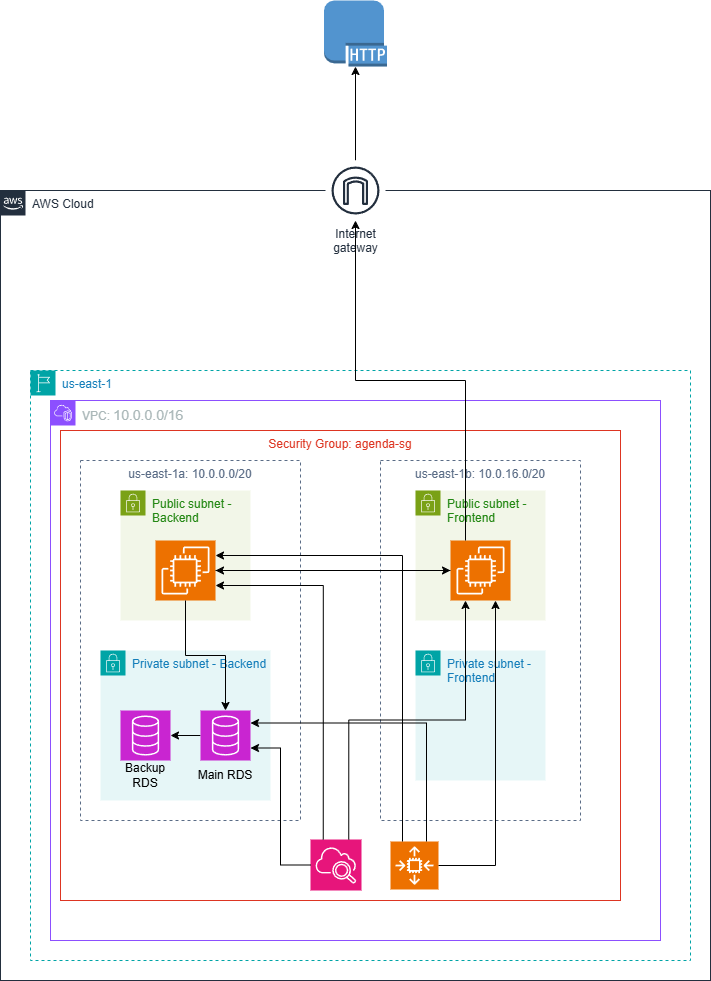 HTTP
aws
AWS Cloud
Internet
gateway
us-east-1
VPC: 10.0.0.0/16
Security Group: agenda-sg
us-east-1a: 10.0.0.0/20
us-east-1b: 10.0.16.0/20
Public subnet -
Backend
Public subnet -
Frontend
Private subnet - Backend
Private subnet -
Frontend
Backup
RDS
Main RDS